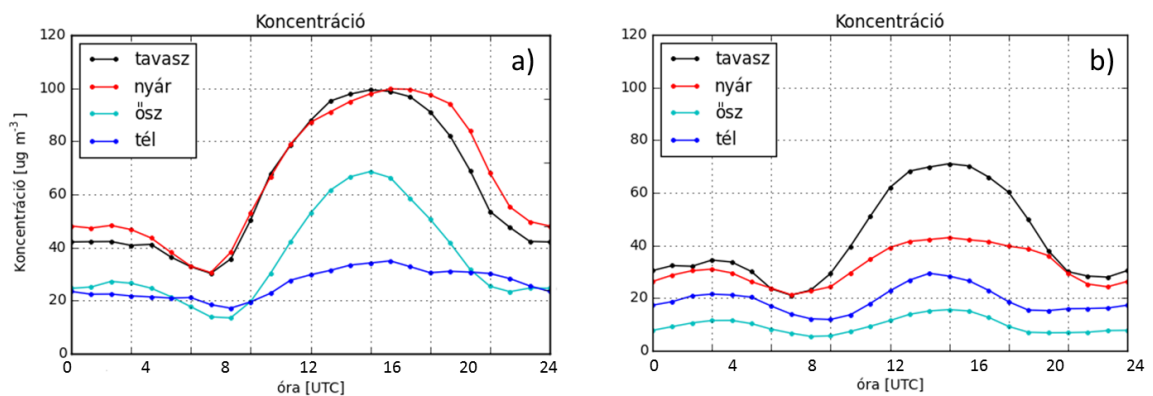 Koncentráció
a)
tavasz
nyár
ősz
tél
120
100
80
60
40
20
0
Koncentráció [ug m⁻³]
0 4 8 12 16 20 24
óra [UTC]
Koncentráció
b)
tavasz
nyár
ősz
tél
120
100
80
60
40
20
0
0 4 8 12 16 20 24
óra [UTC]